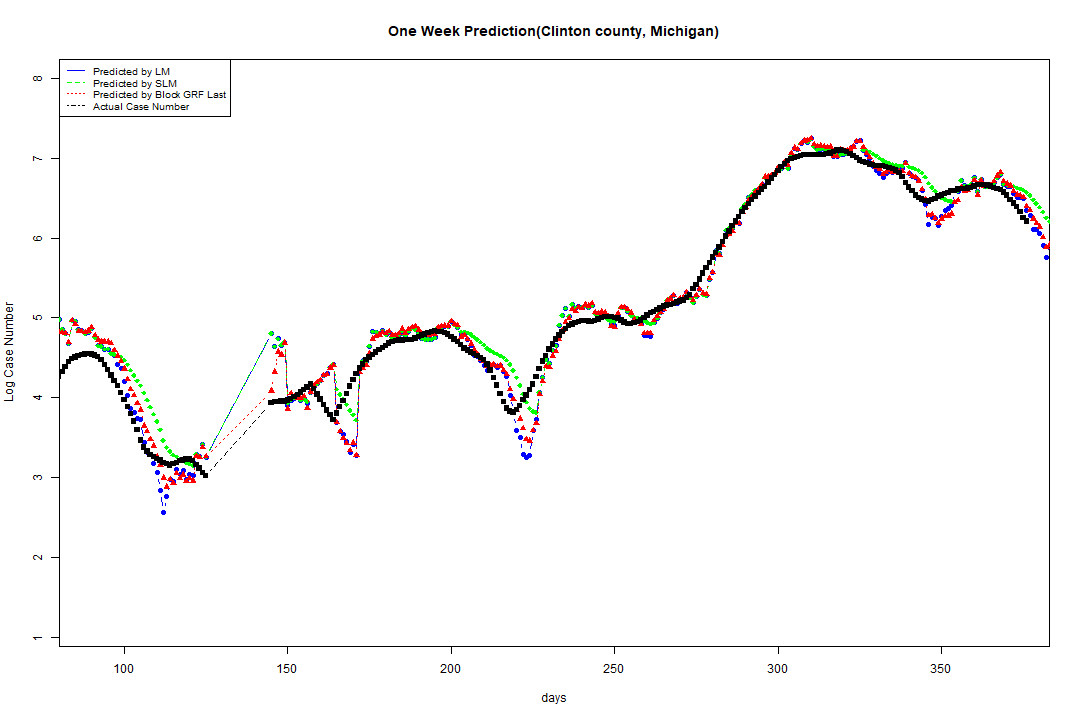 One Week Prediction(Clinton county, Michigan)
Predicted by LM
Predicted by SLM
Predicted by Block GRF Last
Actual Case Number
Log Case Number
8
7
6
5
4
3
2
1
100 150 200 250 300 350
days